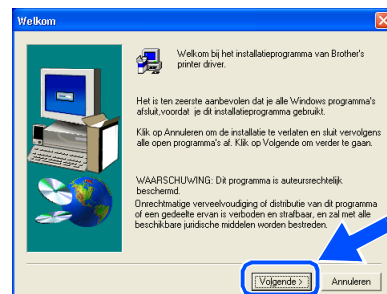 Welkom
Welkom bij het installatieprogramma van Brother's
printer driver.
Het is ten zeerste aanbevolen dat je alle Windows programma's
afsluit,voordat je dit installatieprogramma gebruikt.
Klik op Annuleren om de installatie te verlaten en sluit vervolgens
alle open programma's af. Klik op Volgende om verder te gaan.
WAARSCHUWING: Dit programma is auteursrechtelijk
beschermd.
Onrechtmatige verveelvoudiging of distributie van dit programma
of een gedeelte ervan is verboden en strafbaar, en zal met alle
beschikbare juridische middelen worden bestreden.
Volgende >
Annuleren